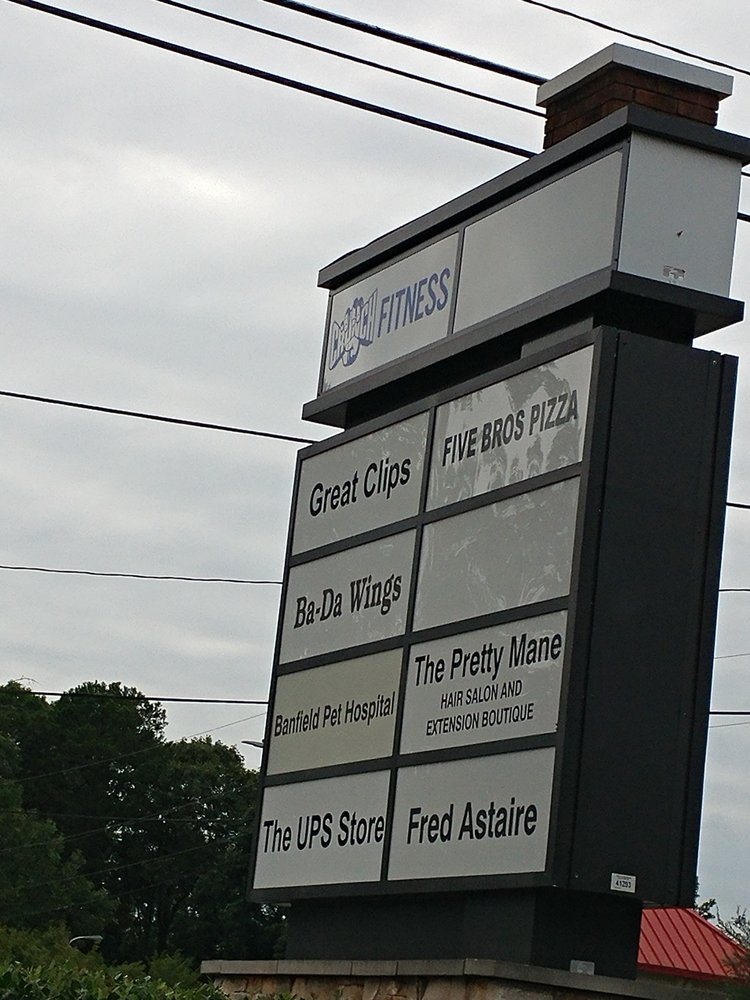 CRUNCH FITNESS
Great Clips
FIVE BROS PIZZA
Ba-Da Wings
Banfield Pet Hospital
The Pretty Mane
HAIR SALON AND
EXTENSION BOUTIQUE
The UPS Store
Fred Astaire
41293